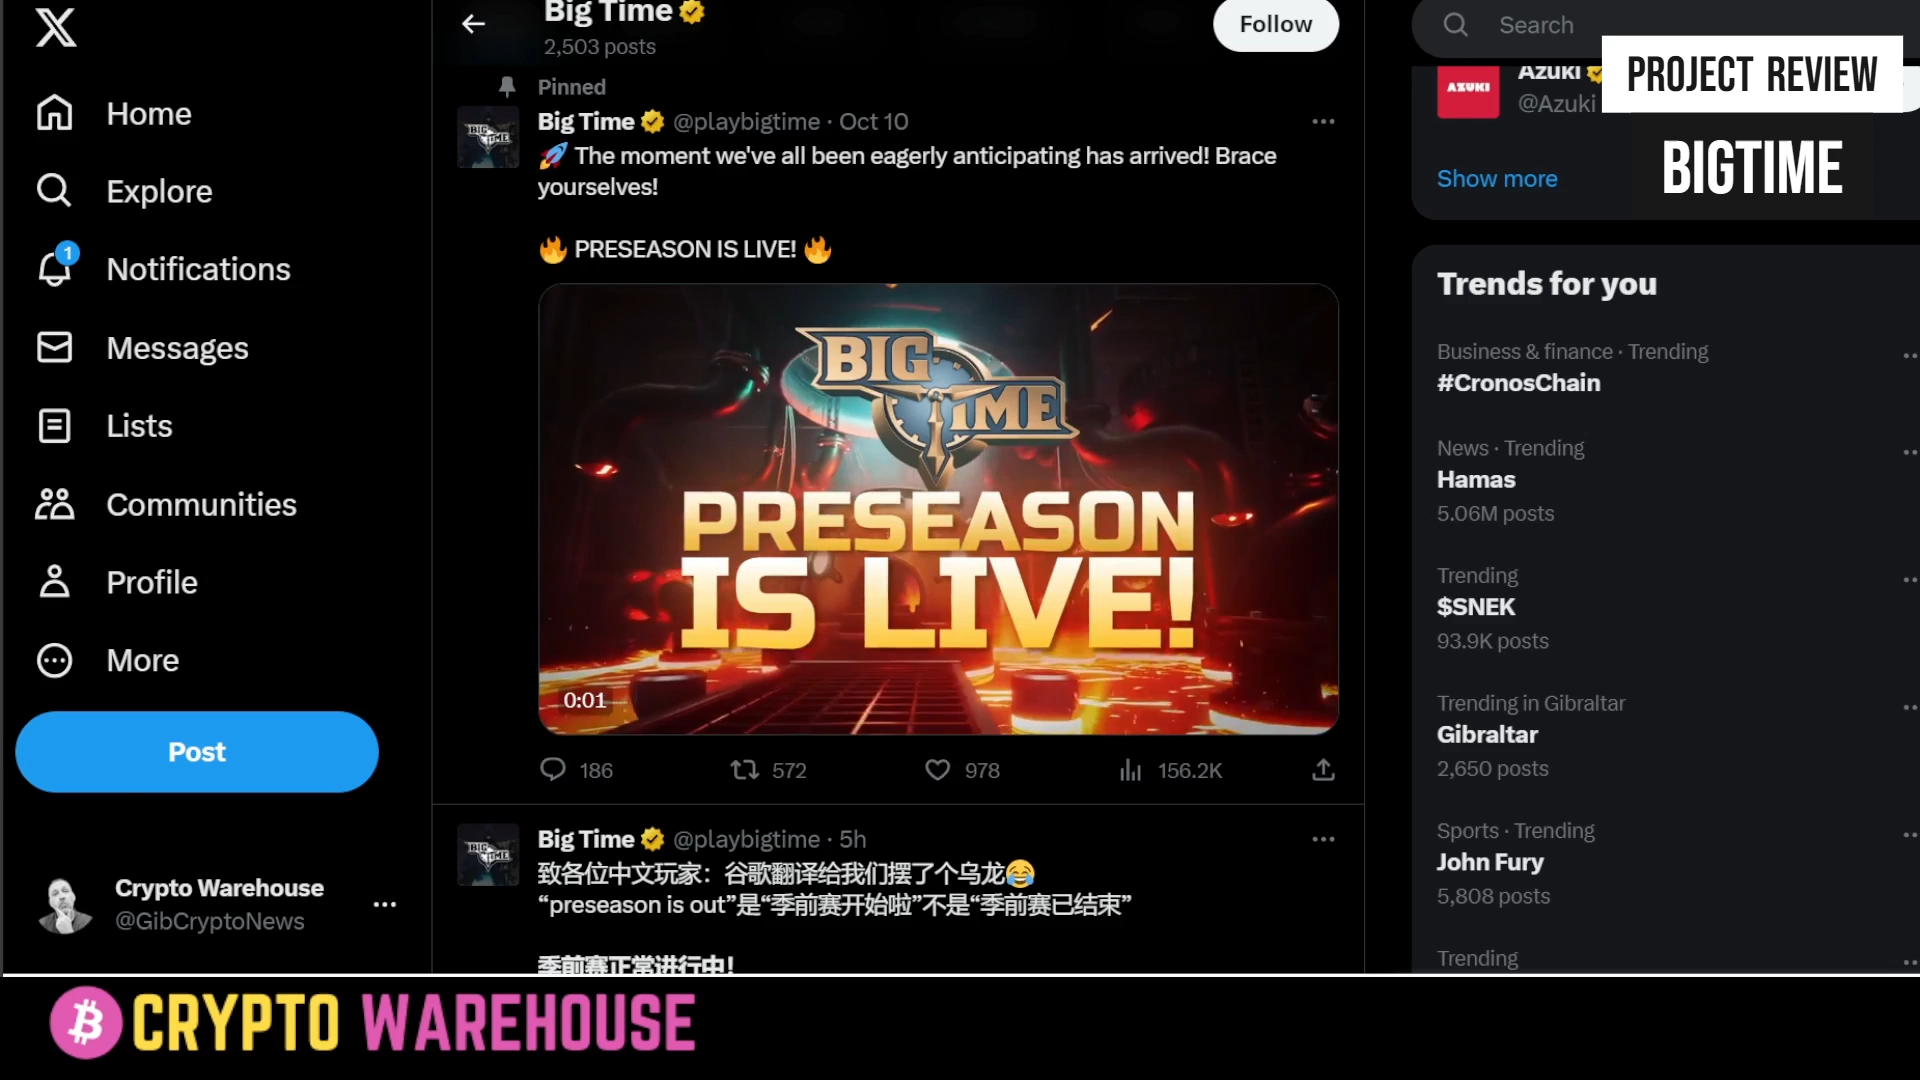 Home
Explore
1
Notifications
Messages
Lists
Communities
Profile
More
Post
Crypto Warehouse
@GibCryptoNews
Big Time
2,503 posts
Follow
Pinned
BIG TIME
Big Time @playbigtime · Oct 10
🚀 The moment we've all been eagerly anticipating has arrived! Brace
yourselves!
🔥 PRESEASON IS LIVE! 🔥
BIG TIME
PRESEASON
IS LIVE!
0:01
186
572
978
156.2K
BIG TIME
Big Time @playbigtime · 5h
致各位中文玩家：谷歌翻译给我们摆了个乌龙😂
“preseason is out”是“季前赛开始啦”不是“季前赛已结束”
季前赛正常进行中！
Search
AZUKI
Azuki
@Azuki
Show more
PROJECT REVIEW
BIGTIME
Trends for you
Business & finance · Trending
#CronosChain
News · Trending
Hamas
5.06M posts
Trending
$SNEK
93.9K posts
Trending in Gibraltar
Gibraltar
2,650 posts
Sports · Trending
John Fury
5,808 posts
Trending
CRYPTO WAREHOUSE